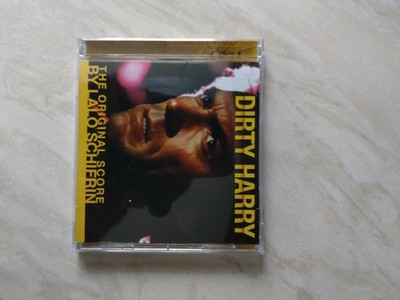 DIRTY HARRY
THE ORIGINAL SCORE
BY LALO SCHIFRIN